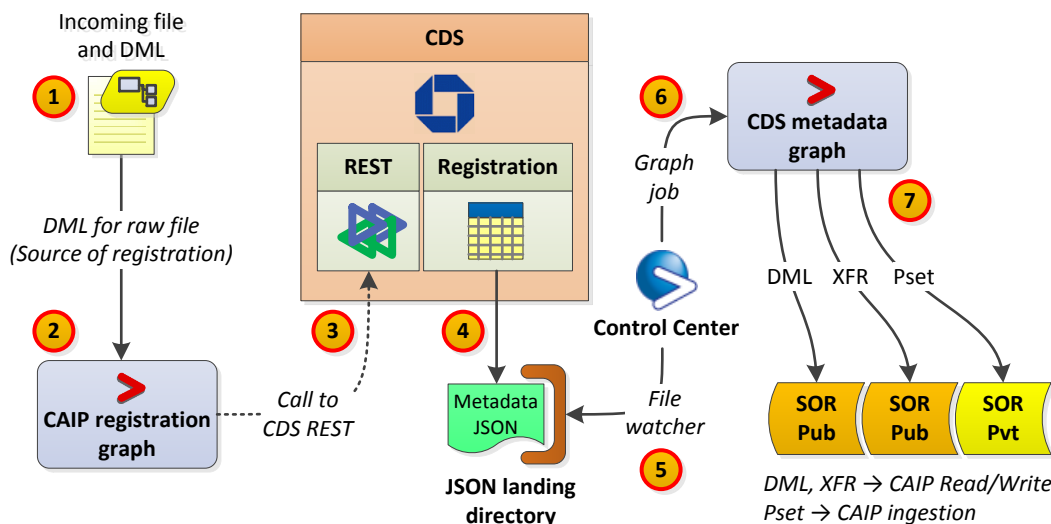 Incoming file
and DML
1
DML for raw file
(Source of registration)
2
CAIP registration
graph
Call to
CDS REST
3
CDS
REST
Registration
4
Metadata
JSON
JSON landing
directory
File
watcher
5
Control Center
Graph
job
6
CDS metadata
graph
7
DML
XFR
Pset
SOR
Pub
SOR
Pub
SOR
Pvt
DML, XFR → CAIP Read/Write
Pset → CAIP ingestion